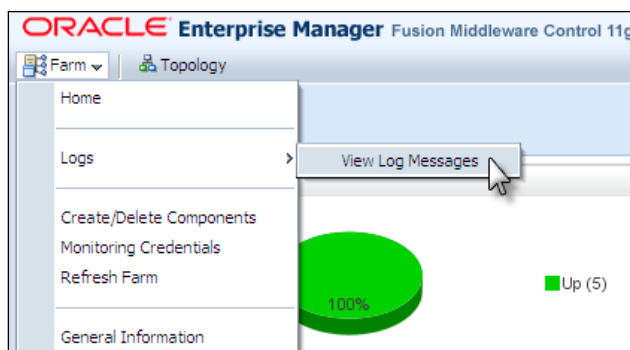 ORACLE Enterprise Manager Fusion Middleware Control 11g
Farm Topology
Home
Logs View Log Messages
Create/Delete Components
Monitoring Credentials
Refresh Farm
100% Up (5)
General Information